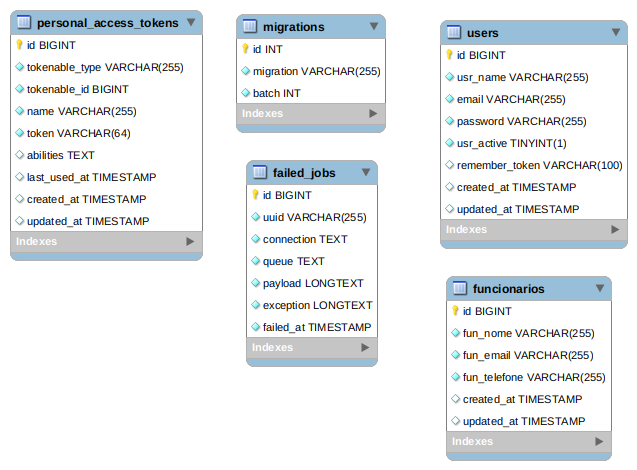 personal_access_tokens
id BIGINT
tokenable_type VARCHAR(255)
tokenable_id BIGINT
name VARCHAR(255)
token VARCHAR(64)
abilities TEXT
last_used_at TIMESTAMP
created_at TIMESTAMP
updated_at TIMESTAMP
Indexes
migrations
id INT
migration VARCHAR(255)
batch INT
Indexes
failed_jobs
id BIGINT
uuid VARCHAR(255)
connection TEXT
queue TEXT
payload LONGTEXT
exception LONGTEXT
failed_at TIMESTAMP
Indexes
users
id BIGINT
usr_name VARCHAR(255)
email VARCHAR(255)
password VARCHAR(255)
usr_active TINYINT(1)
remember_token VARCHAR(100)
created_at TIMESTAMP
updated_at TIMESTAMP
Indexes
funcionarios
id BIGINT
fun_nome VARCHAR(255)
fun_email VARCHAR(255)
fun_telefone VARCHAR(255)
created_at TIMESTAMP
updated_at TIMESTAMP
Indexes